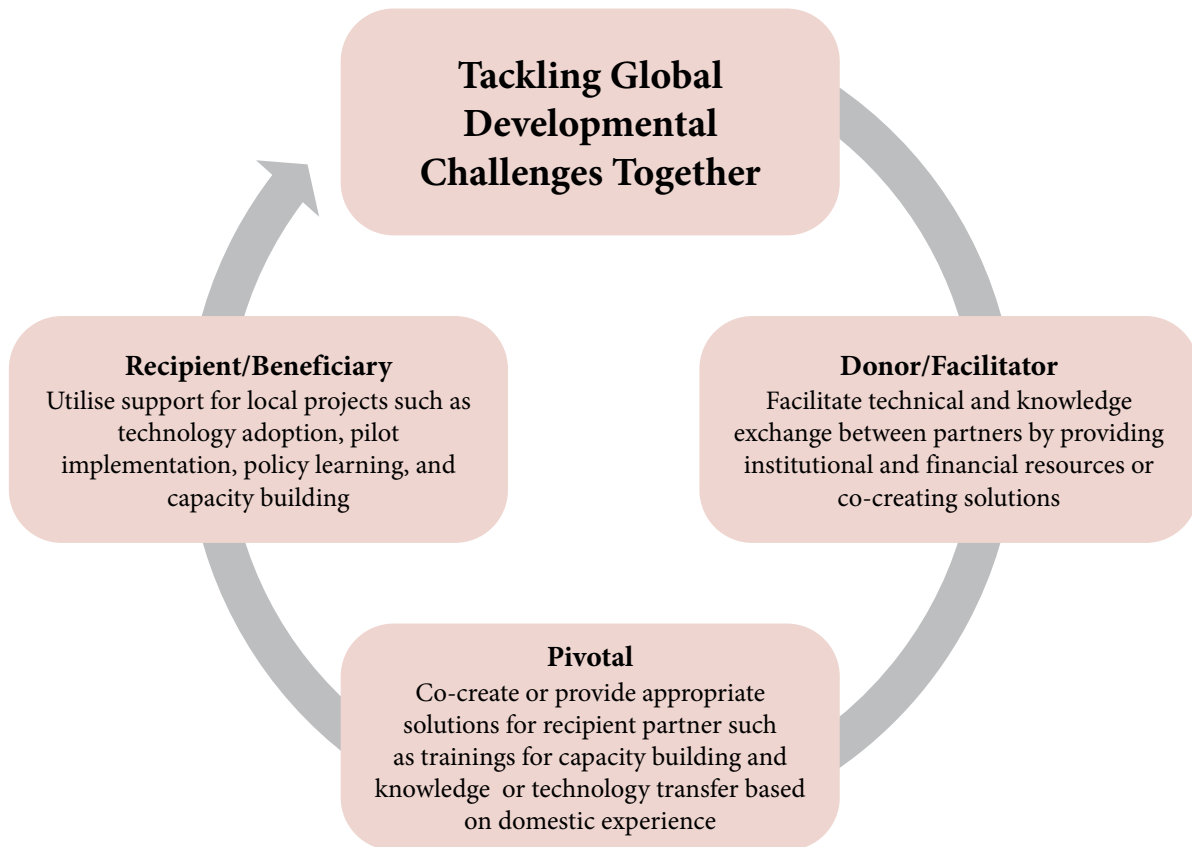 Tackling Global
Developmental
Challenges Together
Recipient/Beneficiary
Utilise support for local projects such as
technology adoption, pilot
implementation, policy learning, and
capacity building
Donor/Facilitator
Facilitate technical and knowledge
exchange between partners by providing
institutional and financial resources or
co-creating solutions
Pivotal
Co-create or provide appropriate
solutions for recipient partner such
as trainings for capacity building and
knowledge  or technology transfer based
on domestic experience